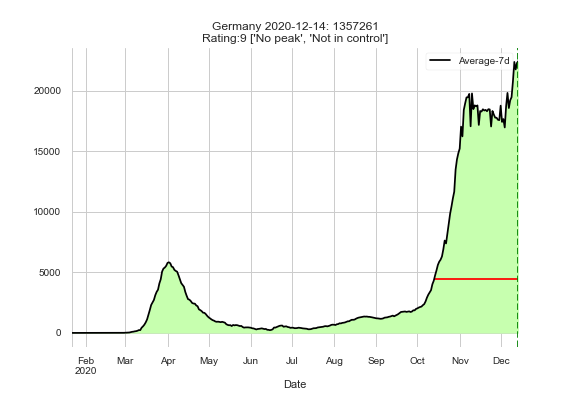 Germany 2020-12-14: 1357261
Rating:9 ['No peak', 'Not in control']
Average-7d
20000
15000
10000
5000
0
Feb Mar Apr May Jun Jul Aug Sep Oct Nov Dec
2020
Date